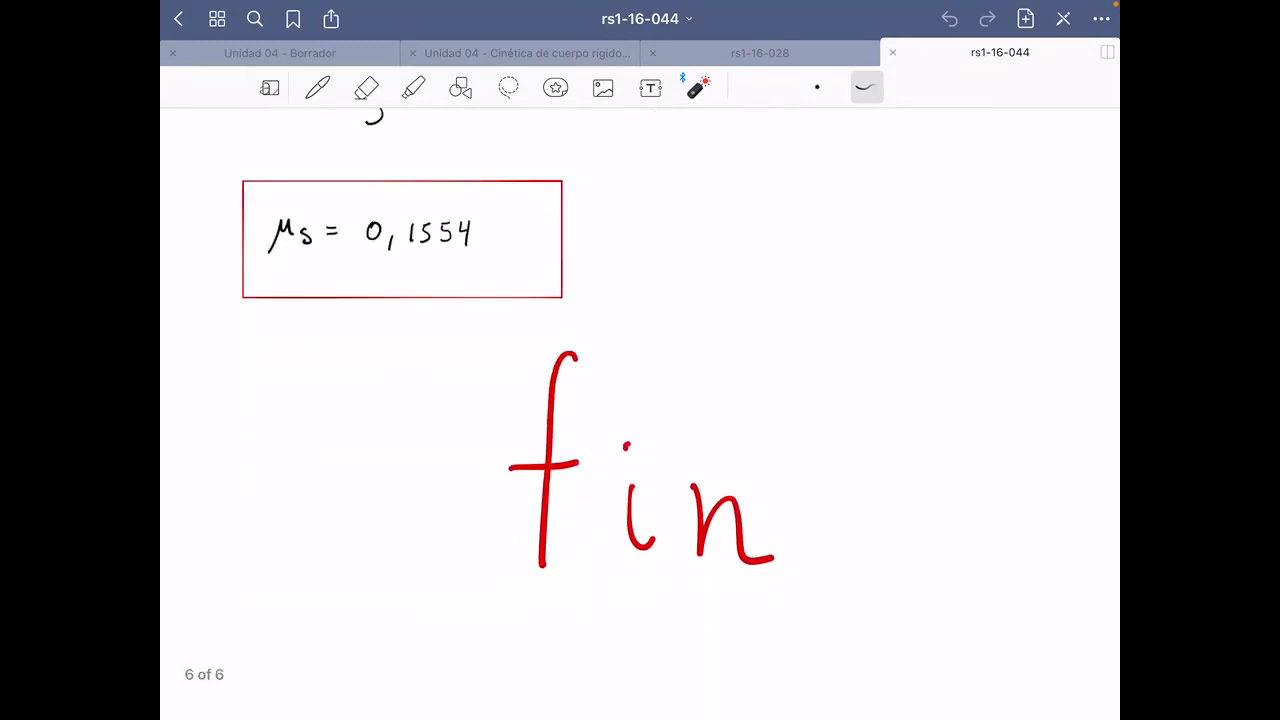 rs1-16-044
Unidad 04 - Borrador
Unidad 04 - Cinética de cuerpo rígido...
rs1-16-028
rs1-16-044
T
μs = 0,1554
fin
6 of 6